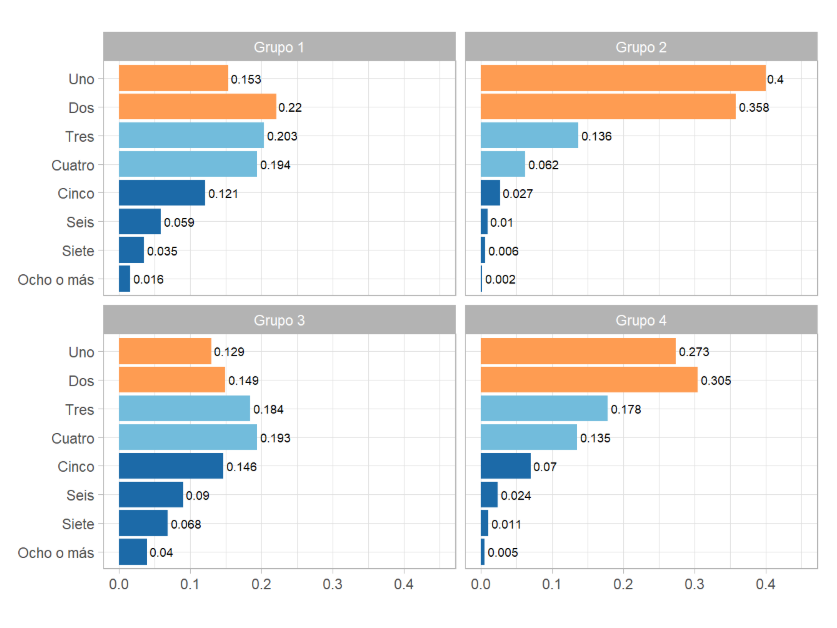 Grupo 1
Uno 0.153
Dos 0.22
Tres 0.203
Cuatro 0.194
Cinco 0.121
Seis 0.059
Siete 0.035
Ocho o más 0.016
Grupo 2
0.4
0.358
0.136
0.062
0.027
0.01
0.006
0.002
Grupo 3
Uno 0.129
Dos 0.149
Tres 0.184
Cuatro 0.193
Cinco 0.146
Seis 0.09
Siete 0.068
Ocho o más 0.04
0.0 0.1 0.2 0.3 0.4
Grupo 4
0.273
0.305
0.178
0.135
0.07
0.024
0.011
0.005
0.0 0.1 0.2 0.3 0.4